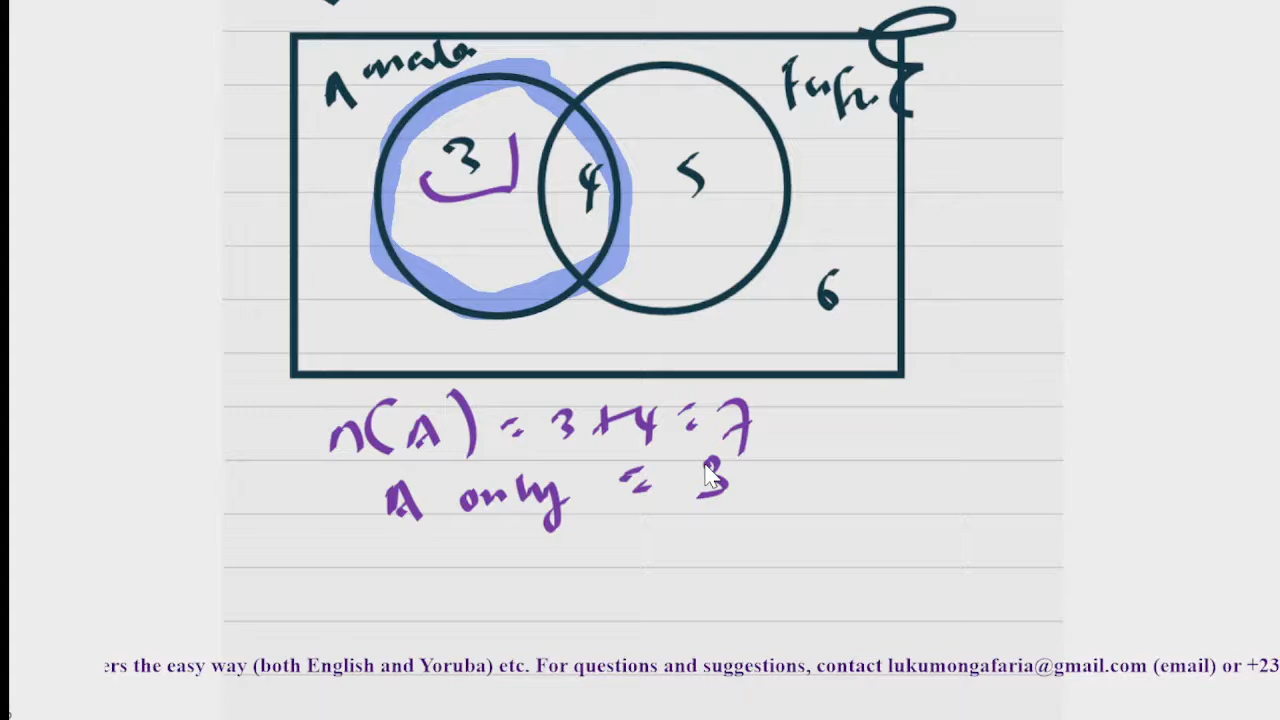 Amala
3
4
5
6
n(A) = 3+4 = 7
A only = 3
ers the easy way (both English and Yoruba) etc. For questions and suggestions, contact lukumongafaria@gmail.com (email) or +23